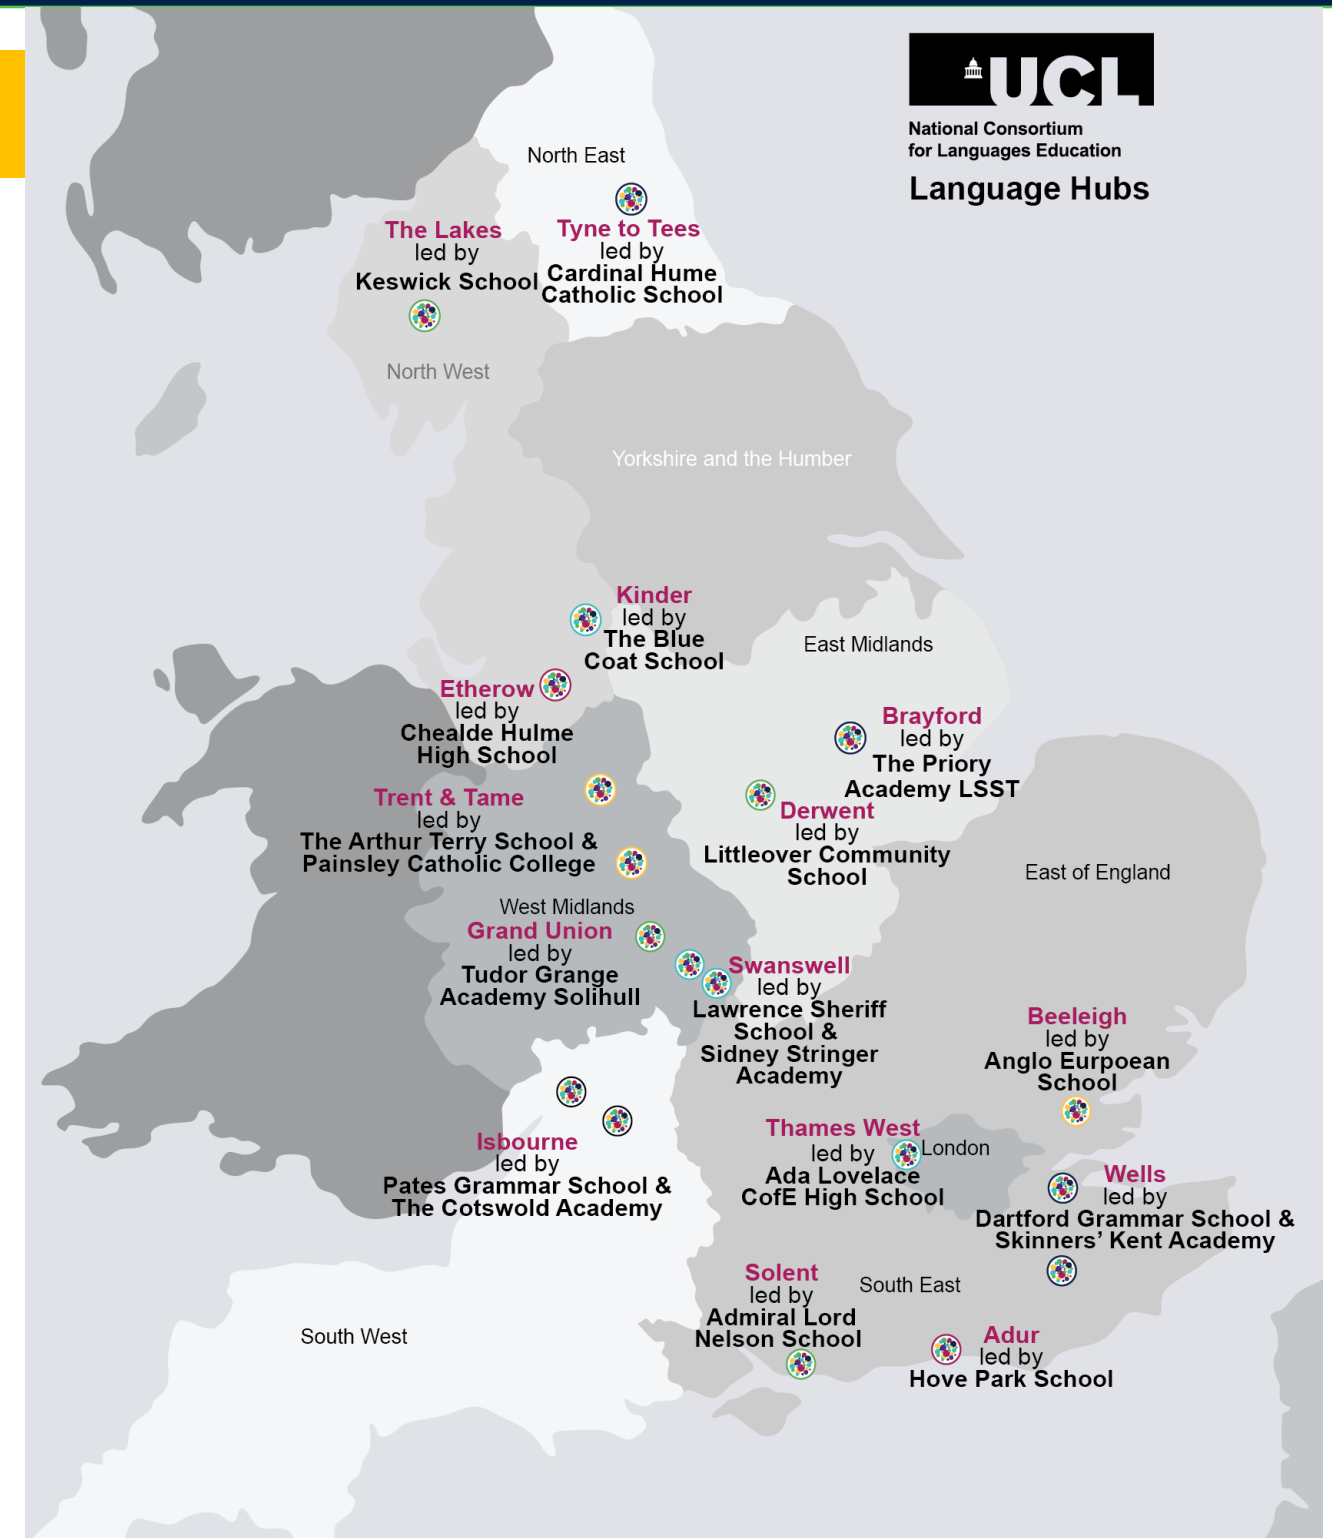 UCL
National Consortium
for Languages Education
Language Hubs
North East
Tyne to Tees
led by
Cardinal Hume
Catholic School
The Lakes
led by
Keswick School
North West
Yorkshire and the Humber
Kinder
led by
The Blue
Coat School
East Midlands
Etherow
led by
Chealde Hulme
High School
Brayford
led by
The Priory
Academy LSST
Trent & Tame
led by
The Arthur Terry School &
Painsley Catholic College
Derwent
led by
Littleover Community
School
East of England
West Midlands
Grand Union
led by
Tudor Grange
Academy Solihull
Swanswell
led by
Lawrence Sheriff
School &
Sidney Stringer
Academy
Beeleigh
led by
Anglo Eurpoean
School
Isbourne
led by
Pates Grammar School &
The Cotswold Academy
Thames West
led by
Ada Lovelace
CofE High School
London
Wells
led by
Dartford Grammar School &
Skinners’ Kent Academy
Solent
led by
Admiral Lord
Nelson School
South East
South West
Adur
led by
Hove Park School